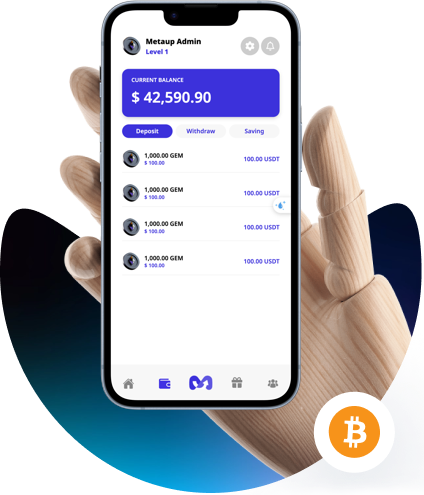 Metaup Admin
Level 1
CURRENT BALANCE
$ 42,590.90
Deposit Withdraw Saving
1,000.00 GEM 100.00 USDT
$ 100.00
1,000.00 GEM 100.00 USDT
$ 100.00
1,000.00 GEM 100.00 USDT
$ 100.00
1,000.00 GEM 100.00 USDT
$ 100.00